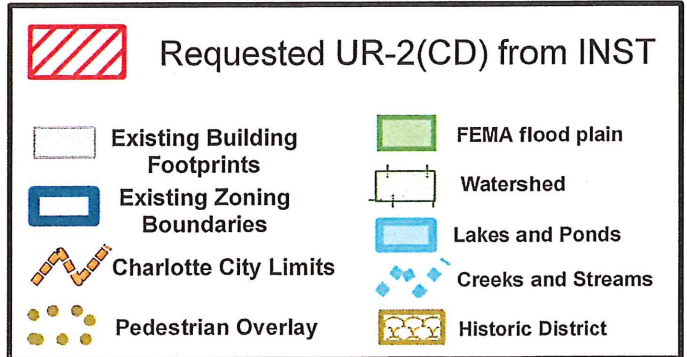 Requested UR-2(CD) from INST
Existing Building
Footprints
Existing Zoning
Boundaries
Charlotte City Limits
Pedestrian Overlay
FEMA flood plain
Watershed
Lakes and Ponds
Creeks and Streams
Historic District